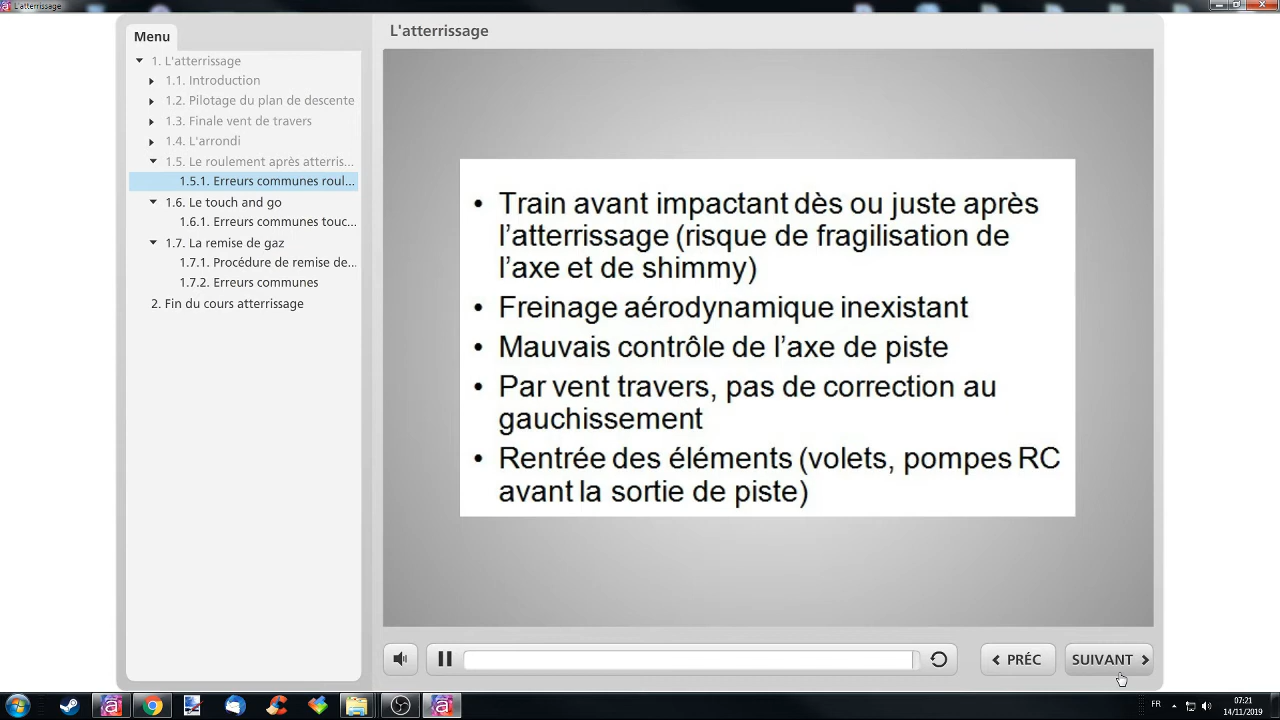 L'atterrissage
Menu
L'atterrissage
1. L'atterrissage
1.1. Introduction
1.2. Pilotage du plan de descente
1.3. Finale vent de travers
1.4. L'arrondi
1.5. Le roulement après atterris...
1.5.1. Erreurs communes roul...
1.6. Le touch and go
1.6.1. Erreurs communes touc...
1.7. La remise de gaz
1.7.1. Procédure de remise de...
1.7.2. Erreurs communes
2. Fin du cours atterrissage
• Train avant impactant dès ou juste après
l'atterrissage (risque de fragilisation de
l'axe et de shimmy)
• Freinage aérodynamique inexistant
• Mauvais contrôle de l'axe de piste
• Par vent travers, pas de correction au
gauchissement
• Rentrée des éléments (volets, pompes RC
avant la sortie de piste)
PRÉC
SUIVANT
FR
07:21
14/11/2019